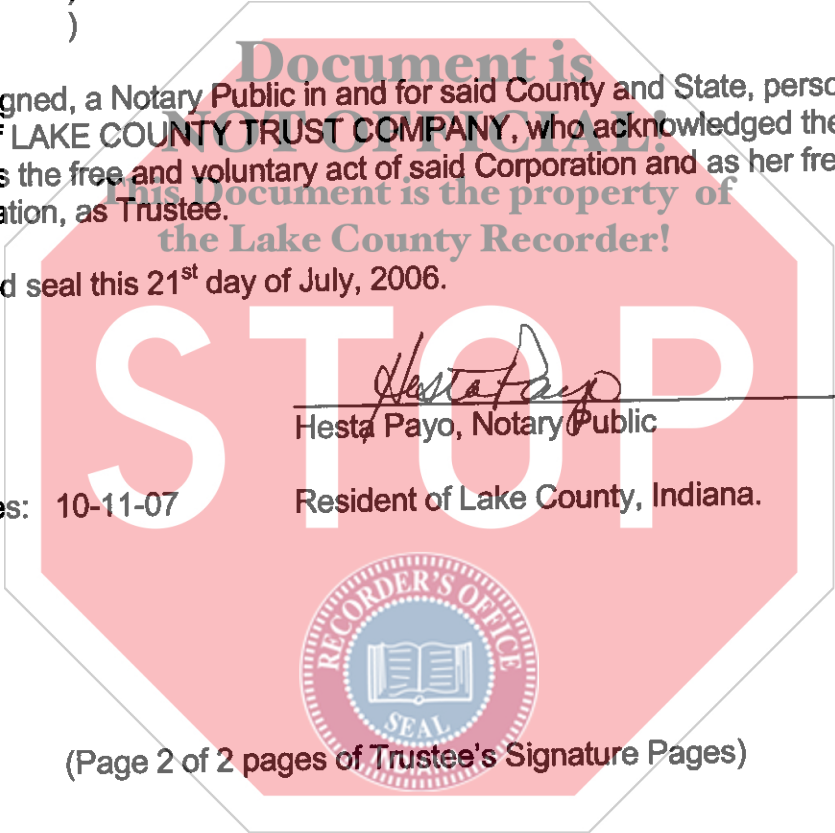 )
Document is
gned, a Notary Public in and for said County and State, perso
NOT OFFICIAL!
LAKE COUNTY TRUST COMPANY, who acknowledged the
s the free and voluntary act of said Corporation and as her fre
This Document is the property of
ation, as Trustee.
the Lake County Recorder!
d seal this 21st day of July, 2006.
STOP
Hesta Payo
Hesta Payo, Notary Public
es: 10-11-07 Resident of Lake County, Indiana.
RECORDER'S OFFICE
SEAL
INDIANA
(Page 2 of 2 pages of Trustee's Signature Pages)